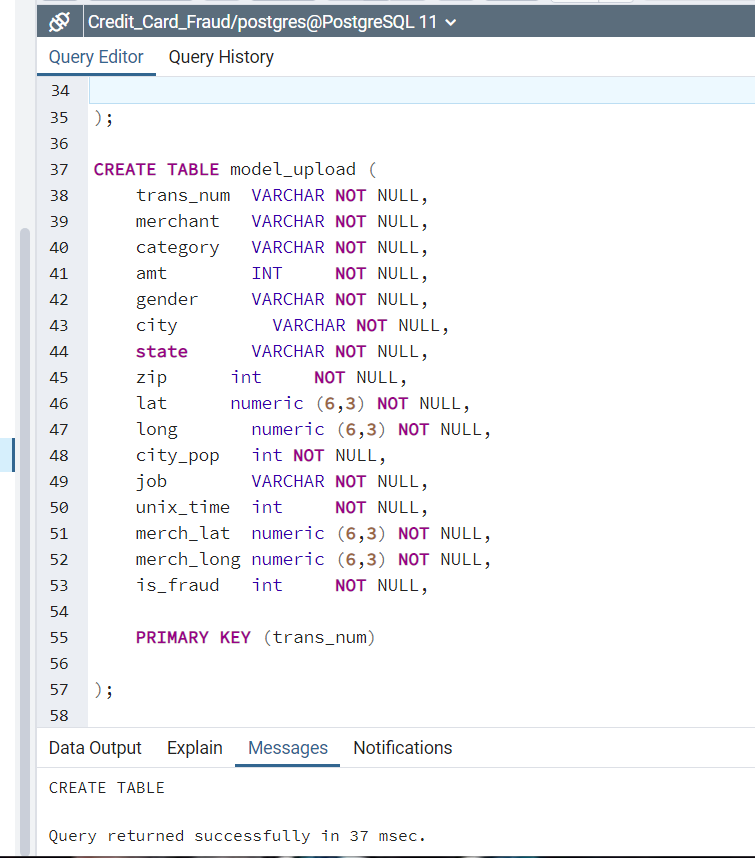 Credit_Card_Fraud/postgres@PostgreSQL 11
Query Editor Query History
34
35 );
36
37 CREATE TABLE model_upload (
38 trans_num VARCHAR NOT NULL,
39 merchant VARCHAR NOT NULL,
40 category VARCHAR NOT NULL,
41 amt INT NOT NULL,
42 gender VARCHAR NOT NULL,
43 city VARCHAR NOT NULL,
44 state VARCHAR NOT NULL,
45 zip int NOT NULL,
46 lat numeric (6,3) NOT NULL,
47 long numeric (6,3) NOT NULL,
48 city_pop int NOT NULL,
49 job VARCHAR NOT NULL,
50 unix_time int NOT NULL,
51 merch_lat numeric (6,3) NOT NULL,
52 merch_long numeric (6,3) NOT NULL,
53 is_fraud int NOT NULL,
54
55 PRIMARY KEY (trans_num)
56
57 );
58
Data Output Explain Messages Notifications
CREATE TABLE
Query returned successfully in 37 msec.